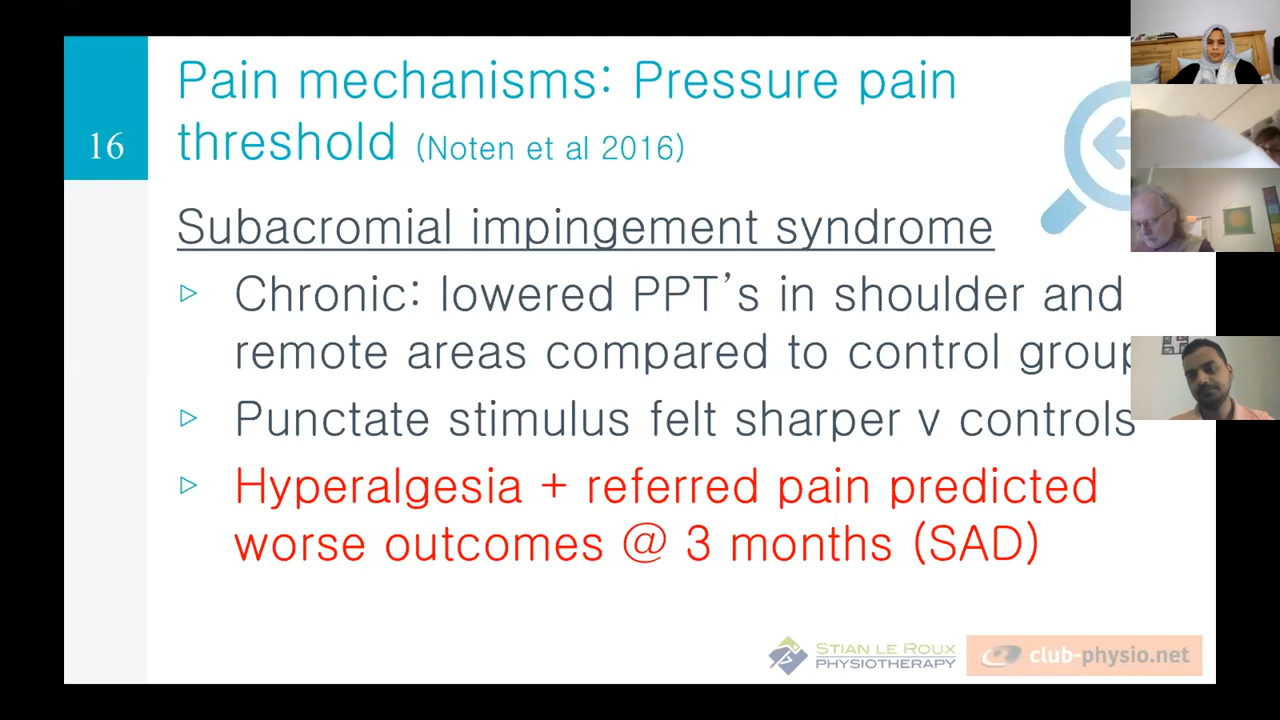 Pain mechanisms: Pressure pain
threshold (Noten et al 2016)
16
Subacromial impingement syndrome
▷ Chronic: lowered PPT’s in shoulder and
remote areas compared to control group
▷ Punctate stimulus felt sharper v controls
▷ Hyperalgesia + referred pain predicted
worse outcomes @ 3 months (SAD)
STIAN LE ROUX
PHYSIOTHERAPY
club-physio.net